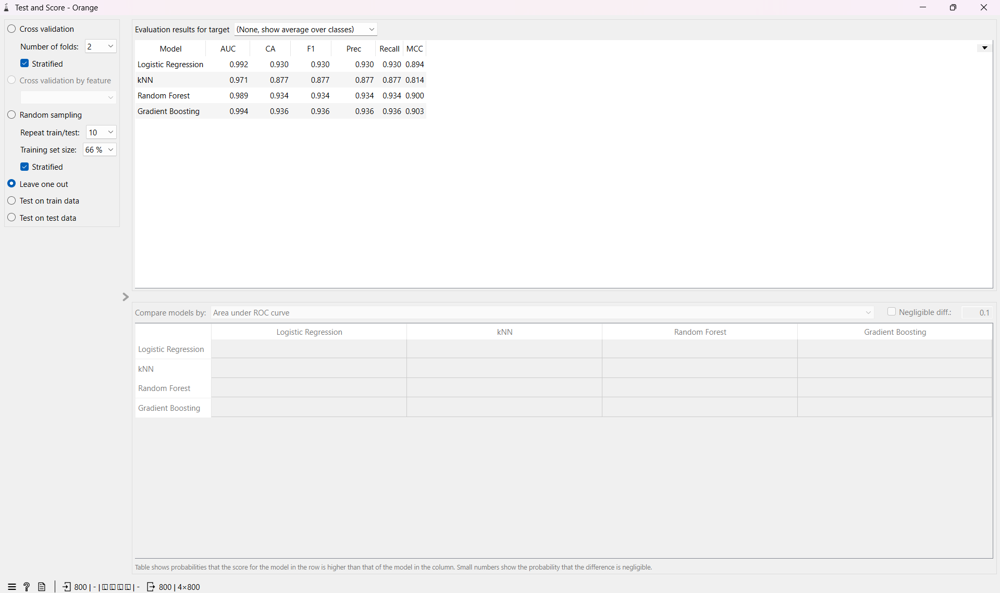 Test and Score - Orange
Cross validation
Number of folds: 2
Stratified
Cross validation by feature
Random sampling
Repeat train/test: 10
Training set size: 66 %
Stratified
Leave one out
Test on train data
Test on test data
Evaluation results for target (None, show average over classes)
Model AUC CA F1 Prec Recall MCC
Logistic Regression 0.992 0.930 0.930 0.930 0.930 0.894
kNN 0.971 0.877 0.877 0.877 0.877 0.814
Random Forest 0.989 0.934 0.934 0.934 0.934 0.900
Gradient Boosting 0.994 0.936 0.936 0.936 0.936 0.903
Compare models by: Area under ROC curve Negligible diff.: 0.1
Logistic Regression kNN Random Forest Gradient Boosting
Logistic Regression
kNN
Random Forest
Gradient Boosting
Table shows probabilities that the score for the model in the row is higher than that of the model in the column. Small numbers show the probability that the difference is negligible.
800 | - | | - 800 | 4×800